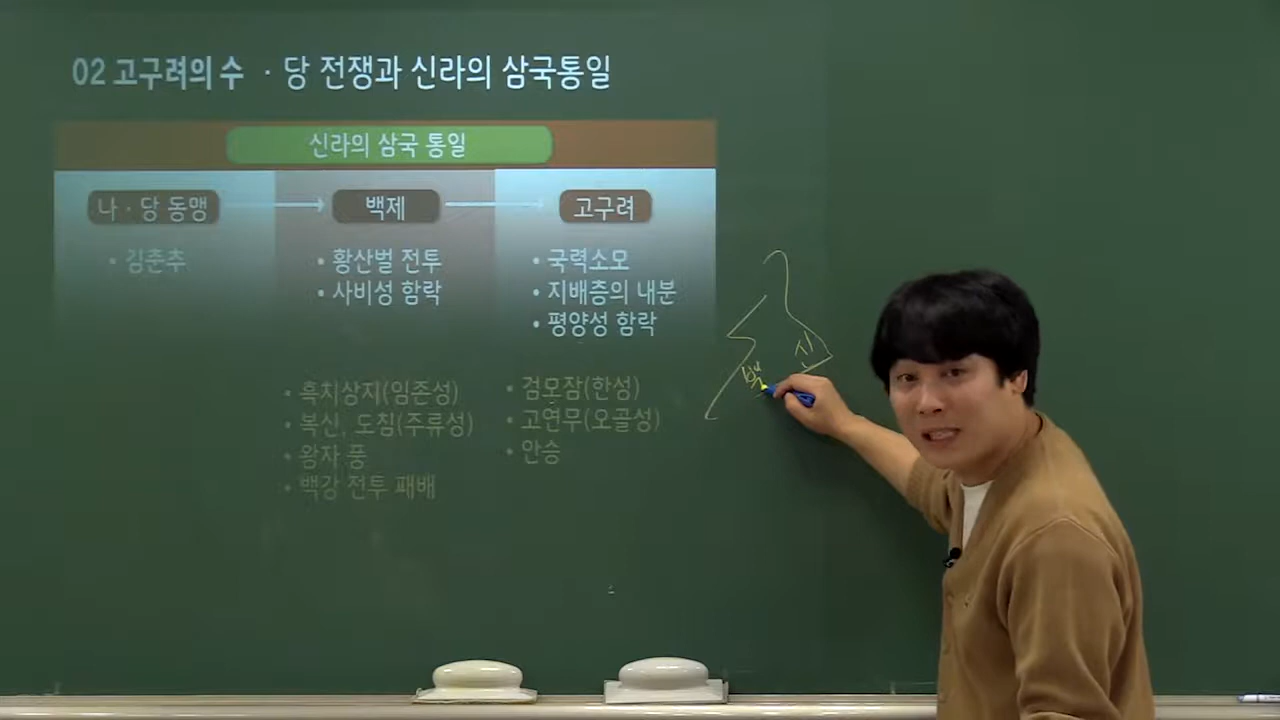 02 고구려의 수 · 당 전쟁과 신라의 삼국통일
신라의 삼국 통일
나 · 당 동맹
• 김춘추
백제
• 황산벌 전투
• 사비성 함락
고구려
• 국력소모
• 지배층의 내분
• 평양성 함락
• 흑치상지(임존성)
• 복신, 도침(주류성)
• 왕자 풍
• 백강 전투 패배
• 검모잠(한성)
• 고연무(오골성)
• 안승
신
백